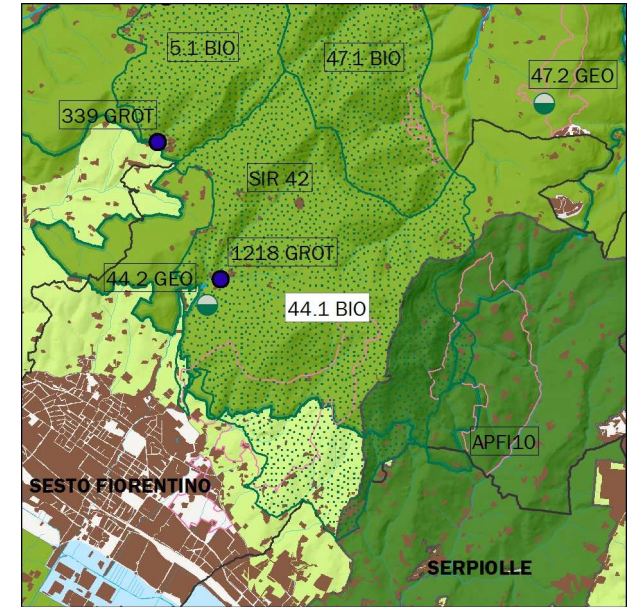 5.1 BIO
47.1 BIO
47.2 GEO
339 GROT
SIR 42
1218 GROT
44.2 GEO
44.1 BIO
APFI10
SESTO FIORENTINO
SERPIOLLE